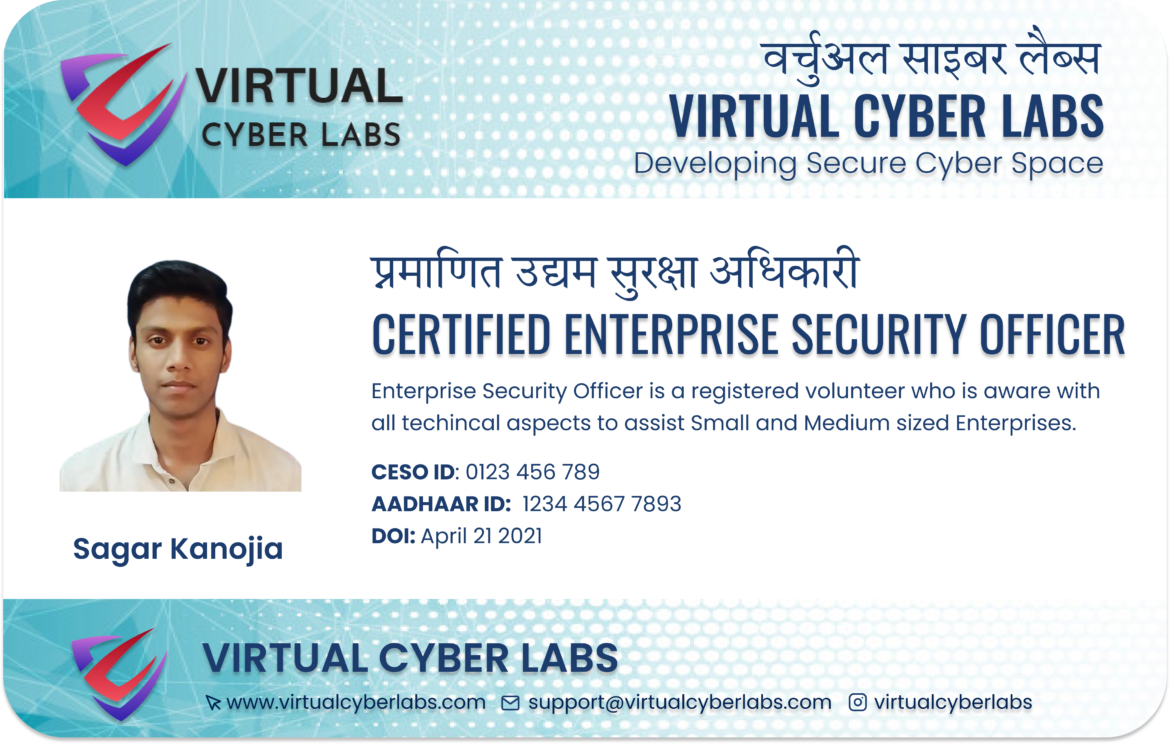 VIRTUAL
CYBER LABS
वर्चुअल साइबर लैब्स
VIRTUAL CYBER LABS
Developing Secure Cyber Space
प्रमाणित उद्यम सुरक्षा अधिकारी
CERTIFIED ENTERPRISE SECURITY OFFICER
Enterprise Security Officer is a registered volunteer who is aware with
all techincal aspects to assist Small and Medium sized Enterprises.
CESO ID: 0123 456 789
AADHAAR ID: 1234 4567 7893
DOI: April 21 2021
Sagar Kanojia
VIRTUAL CYBER LABS
www.virtualcyberlabs.com support@virtualcyberlabs.com virtualcyberlabs